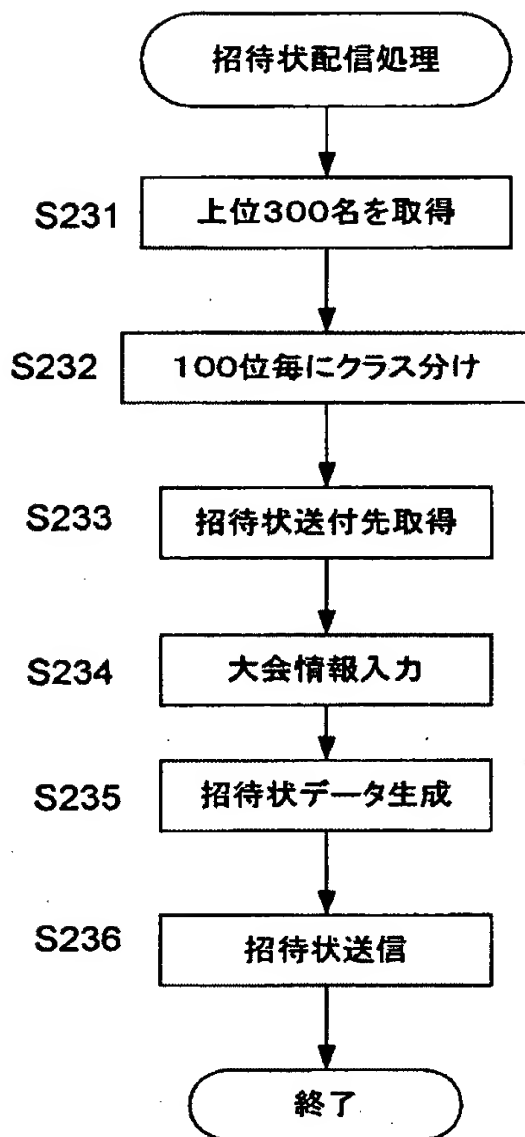 招待状配信処理
S231
上位300名を取得
S232
100位毎にクラス分け
S233
招待状送付先取得
S234
大会情報入力
S235
招待状データ生成
S236
招待状送信
終了